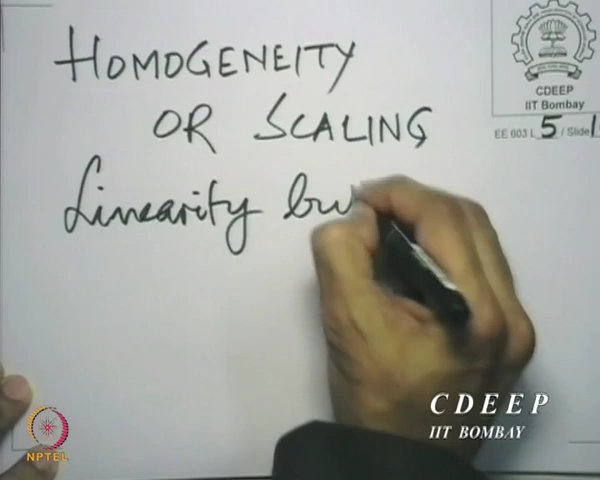 HOMOGENEITY
OR SCALING
Linearity bu
CDEEP
IIT Bombay
EE 603 L 5 / Slide 1
CDEEP
IIT BOMBAY
NPTEL